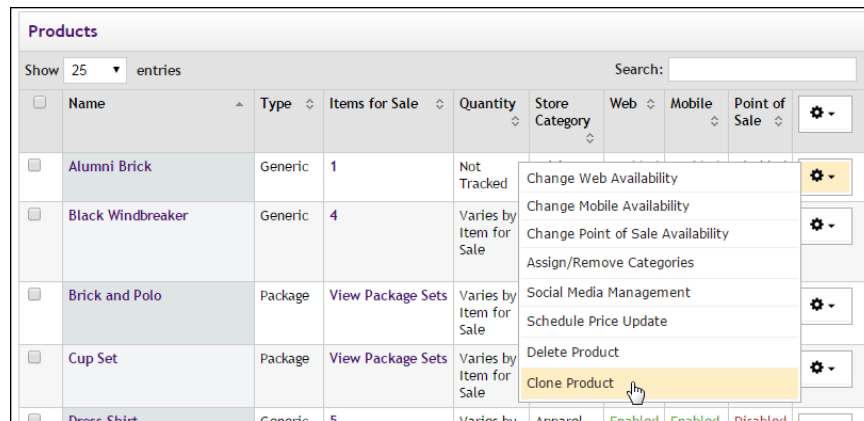 Products
Show 25 entries Search:
Name Type Items for Sale Quantity Store Web Mobile Point of
Category Sale
Alumni Brick Generic 1 Not
Tracked
Change Web Availability
Black Windbreaker Generic 4 Varies by
Item for
Sale
Change Mobile Availability
Change Point of Sale Availability
Assign/Remove Categories
Brick and Polo Package View Package Sets Varies by
Item for
Sale
Social Media Management
Schedule Price Update
Cup Set Package View Package Sets Varies by
Item for
Sale
Delete Product
Clone Product
Dress Shirt Generic 5 Varies by Apparel Enabled Enabled Disabled